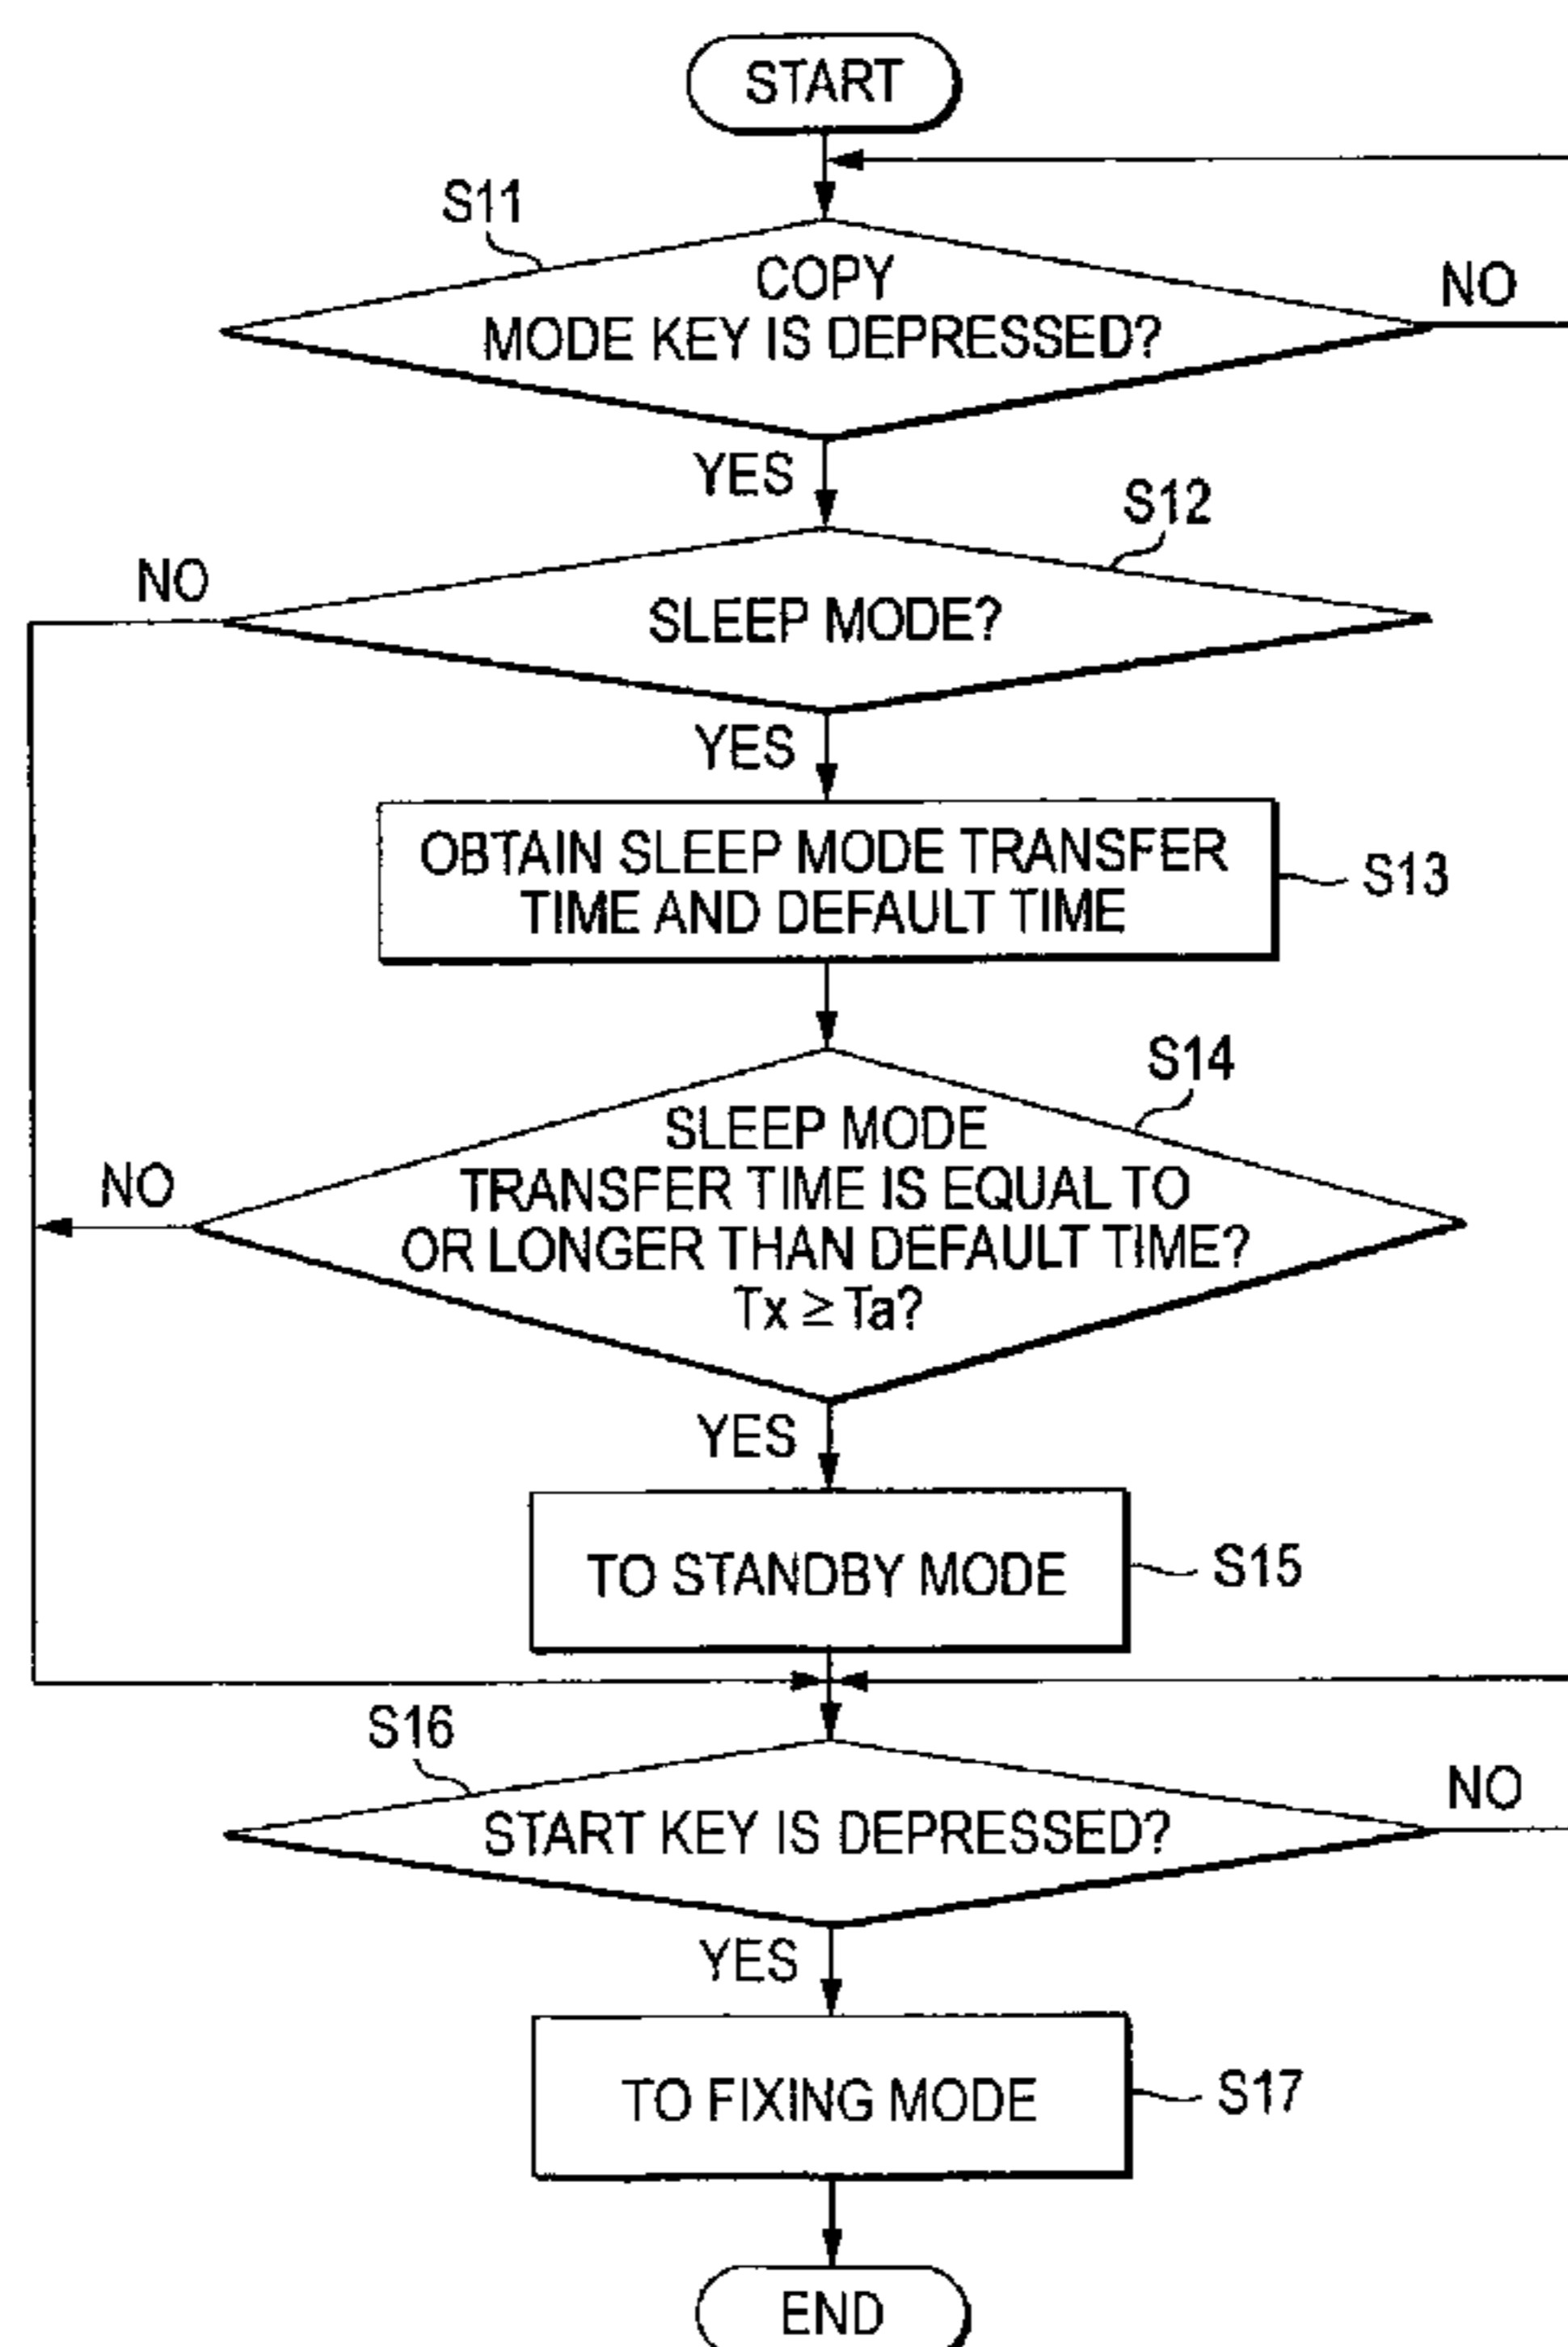 START
S11
COPY
MODE KEY IS DEPRESSED?
NO
YES
S12
NO
SLEEP MODE?
YES
OBTAIN SLEEP MODE TRANSFER
TIME AND DEFAULT TIME
S13
S14
SLEEP MODE
TRANSFER TIME IS EQUAL TO
OR LONGER THAN DEFAULT TIME?
Tx ≥ Ta?
NO
YES
TO STANDBY MODE
S15
S16
START KEY IS DEPRESSED?
NO
YES
TO FIXING MODE
S17
END